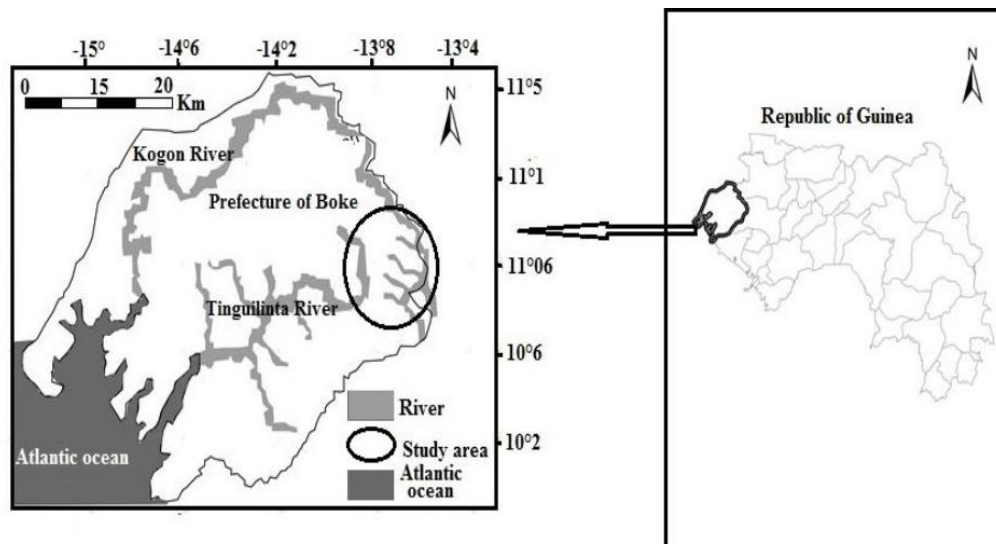 -15° -14°6 -14°2 -13°8 -13°4
0 15 20
Km
N
11°5
Kogon River
11°1
Prefecture of Boke
11°06
Tinguilinta River
10°6
River
Study area
10°2
Atlantic ocean
Atlantic
ocean
N
Republic of Guinea